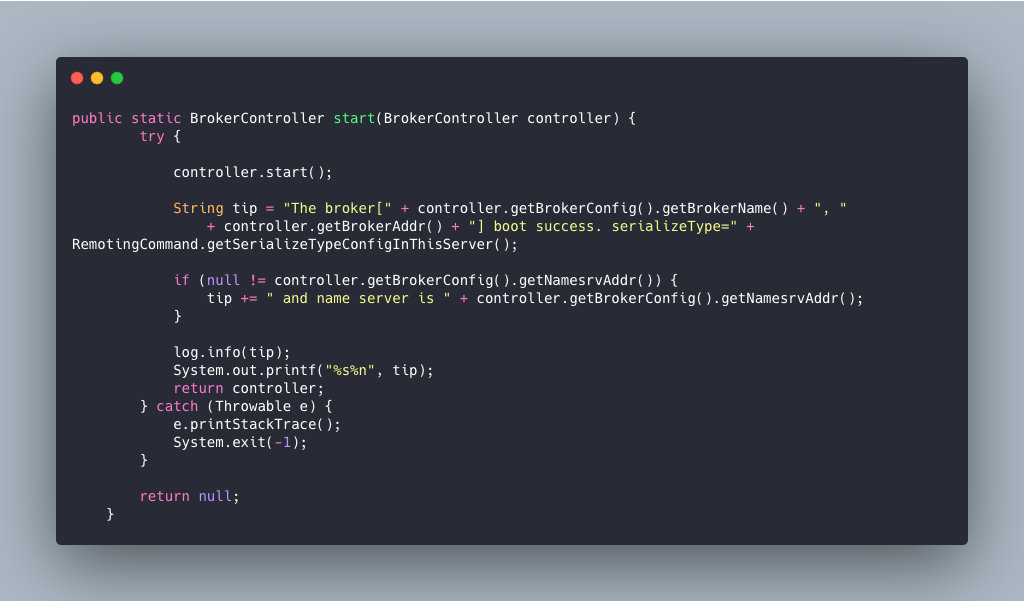 public static BrokerController start(BrokerController controller) {
        try {

            controller.start();

            String tip = "The broker[" + controller.getBrokerConfig().getBrokerName() + ", "
                + controller.getBrokerAddr() + "] boot success. serializeType=" +
RemotingCommand.getSerializeTypeConfigInThisServer();

            if (null != controller.getBrokerConfig().getNamesrvAddr()) {
                tip += " and name server is " + controller.getBrokerConfig().getNamesrvAddr();
            }

            log.info(tip);
            System.out.printf("%s%n", tip);
            return controller;
        } catch (Throwable e) {
            e.printStackTrace();
            System.exit(-1);
        }

        return null;
    }